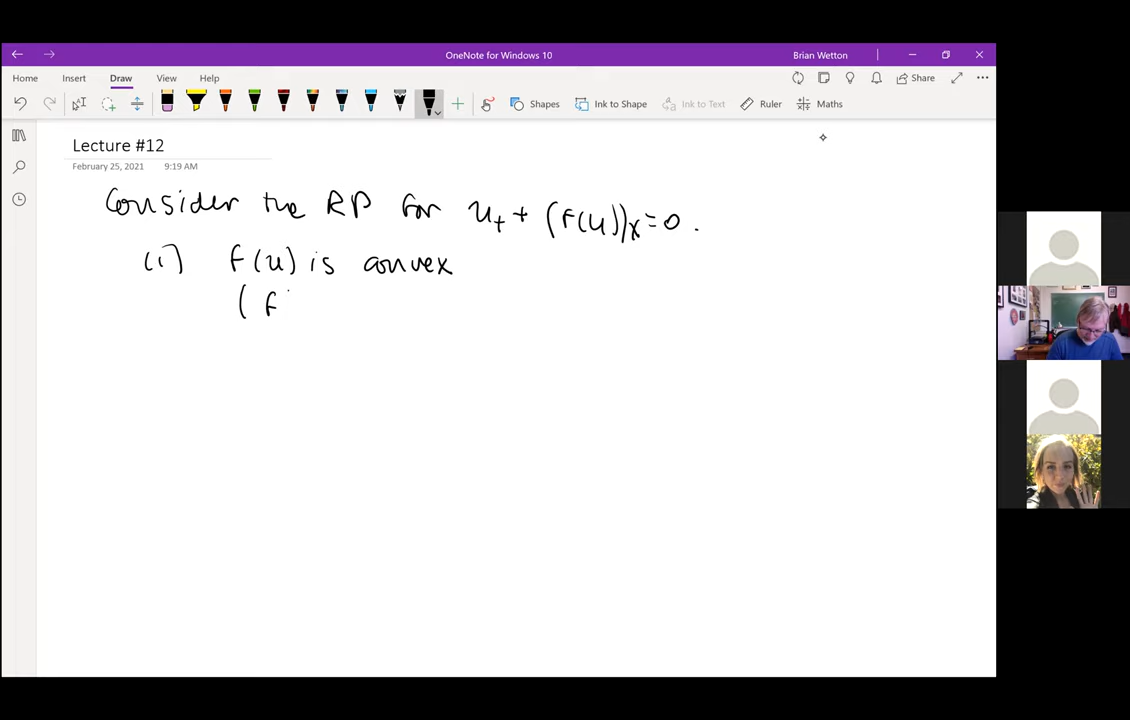 OneNote for Windows 10
Brian Wetton
Home Insert Draw View Help
Share
Shapes Ink to Shape Ink to Text Ruler Maths
Lecture #12
February 25, 2021 9:19 AM
Consider the RP for u_t + (f(u))_x = 0 .
(i) f(u) is convex
( f '